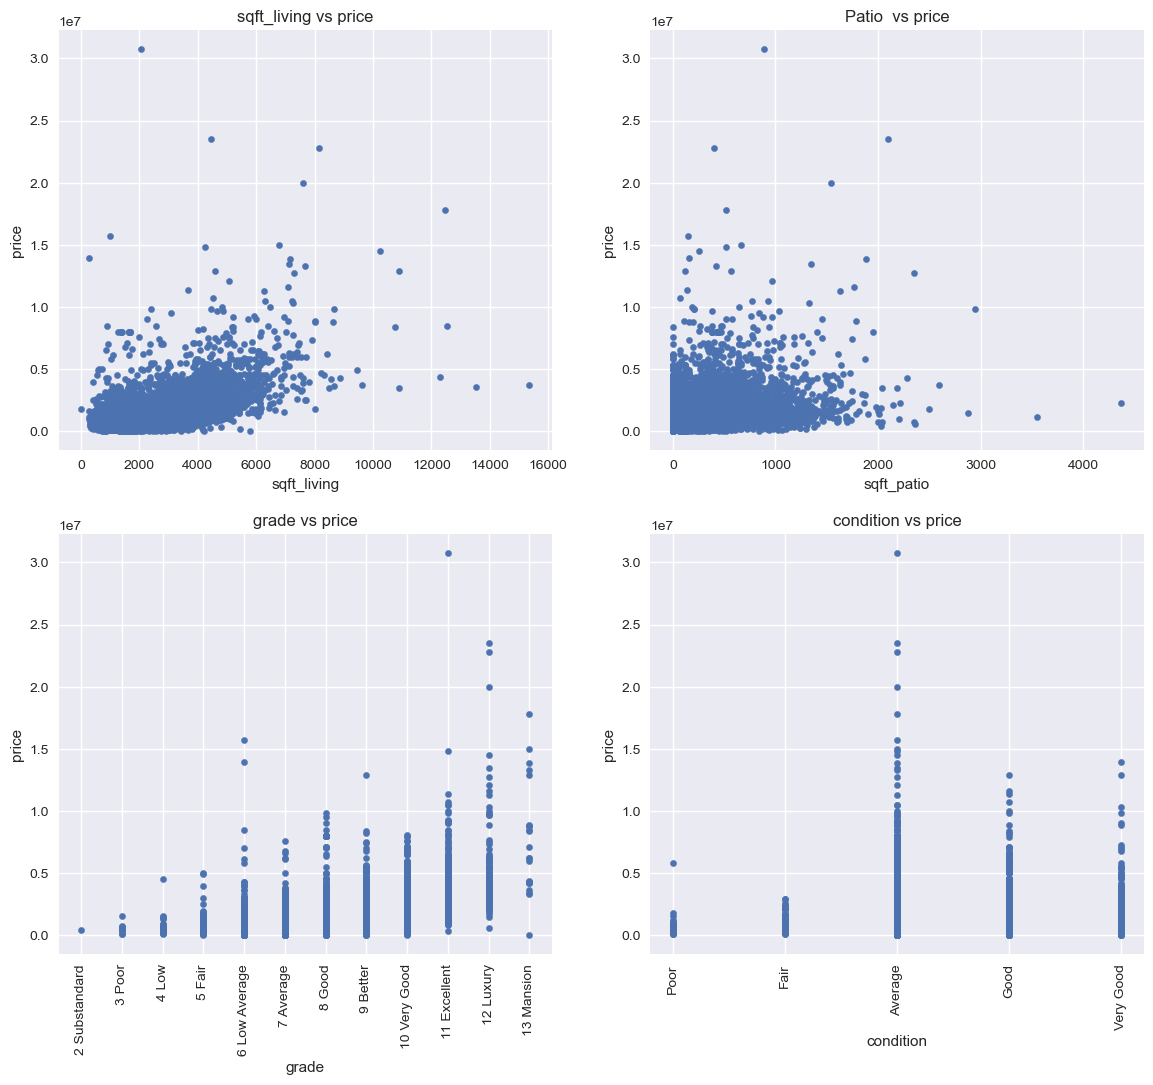 sqft_living vs price
1e7
3.0
2.5
2.0
1.5
1.0
0.5
0.0
price
0 2000 4000 6000 8000 10000 12000 14000 16000
sqft_living
Patio  vs price
1e7
3.0
2.5
2.0
1.5
1.0
0.5
0.0
price
0 1000 2000 3000 4000
sqft_patio
grade vs price
1e7
3.0
2.5
2.0
1.5
1.0
0.5
0.0
price
2 Substandard
3 Poor
4 Low
5 Fair
6 Low Average
7 Average
8 Good
9 Better
10 Very Good
11 Excellent
12 Luxury
13 Mansion
grade
condition vs price
1e7
3.0
2.5
2.0
1.5
1.0
0.5
0.0
price
Poor
Fair
Average
Good
Very Good
condition